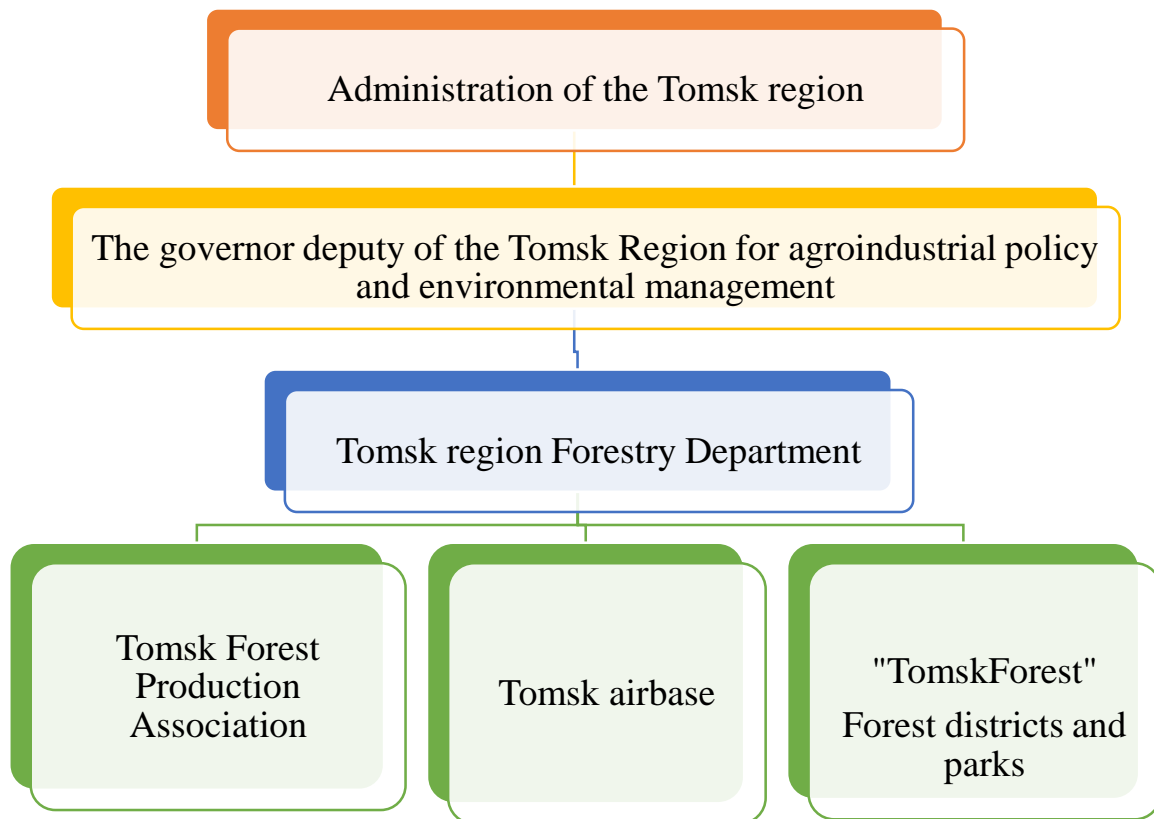 Administration of the Tomsk region
The governor deputy of the Tomsk Region for agroindustrial policy
and environmental management
Tomsk region Forestry Department
Tomsk Forest
Production
Association
Tomsk airbase
"TomskForest"
Forest districts and
parks